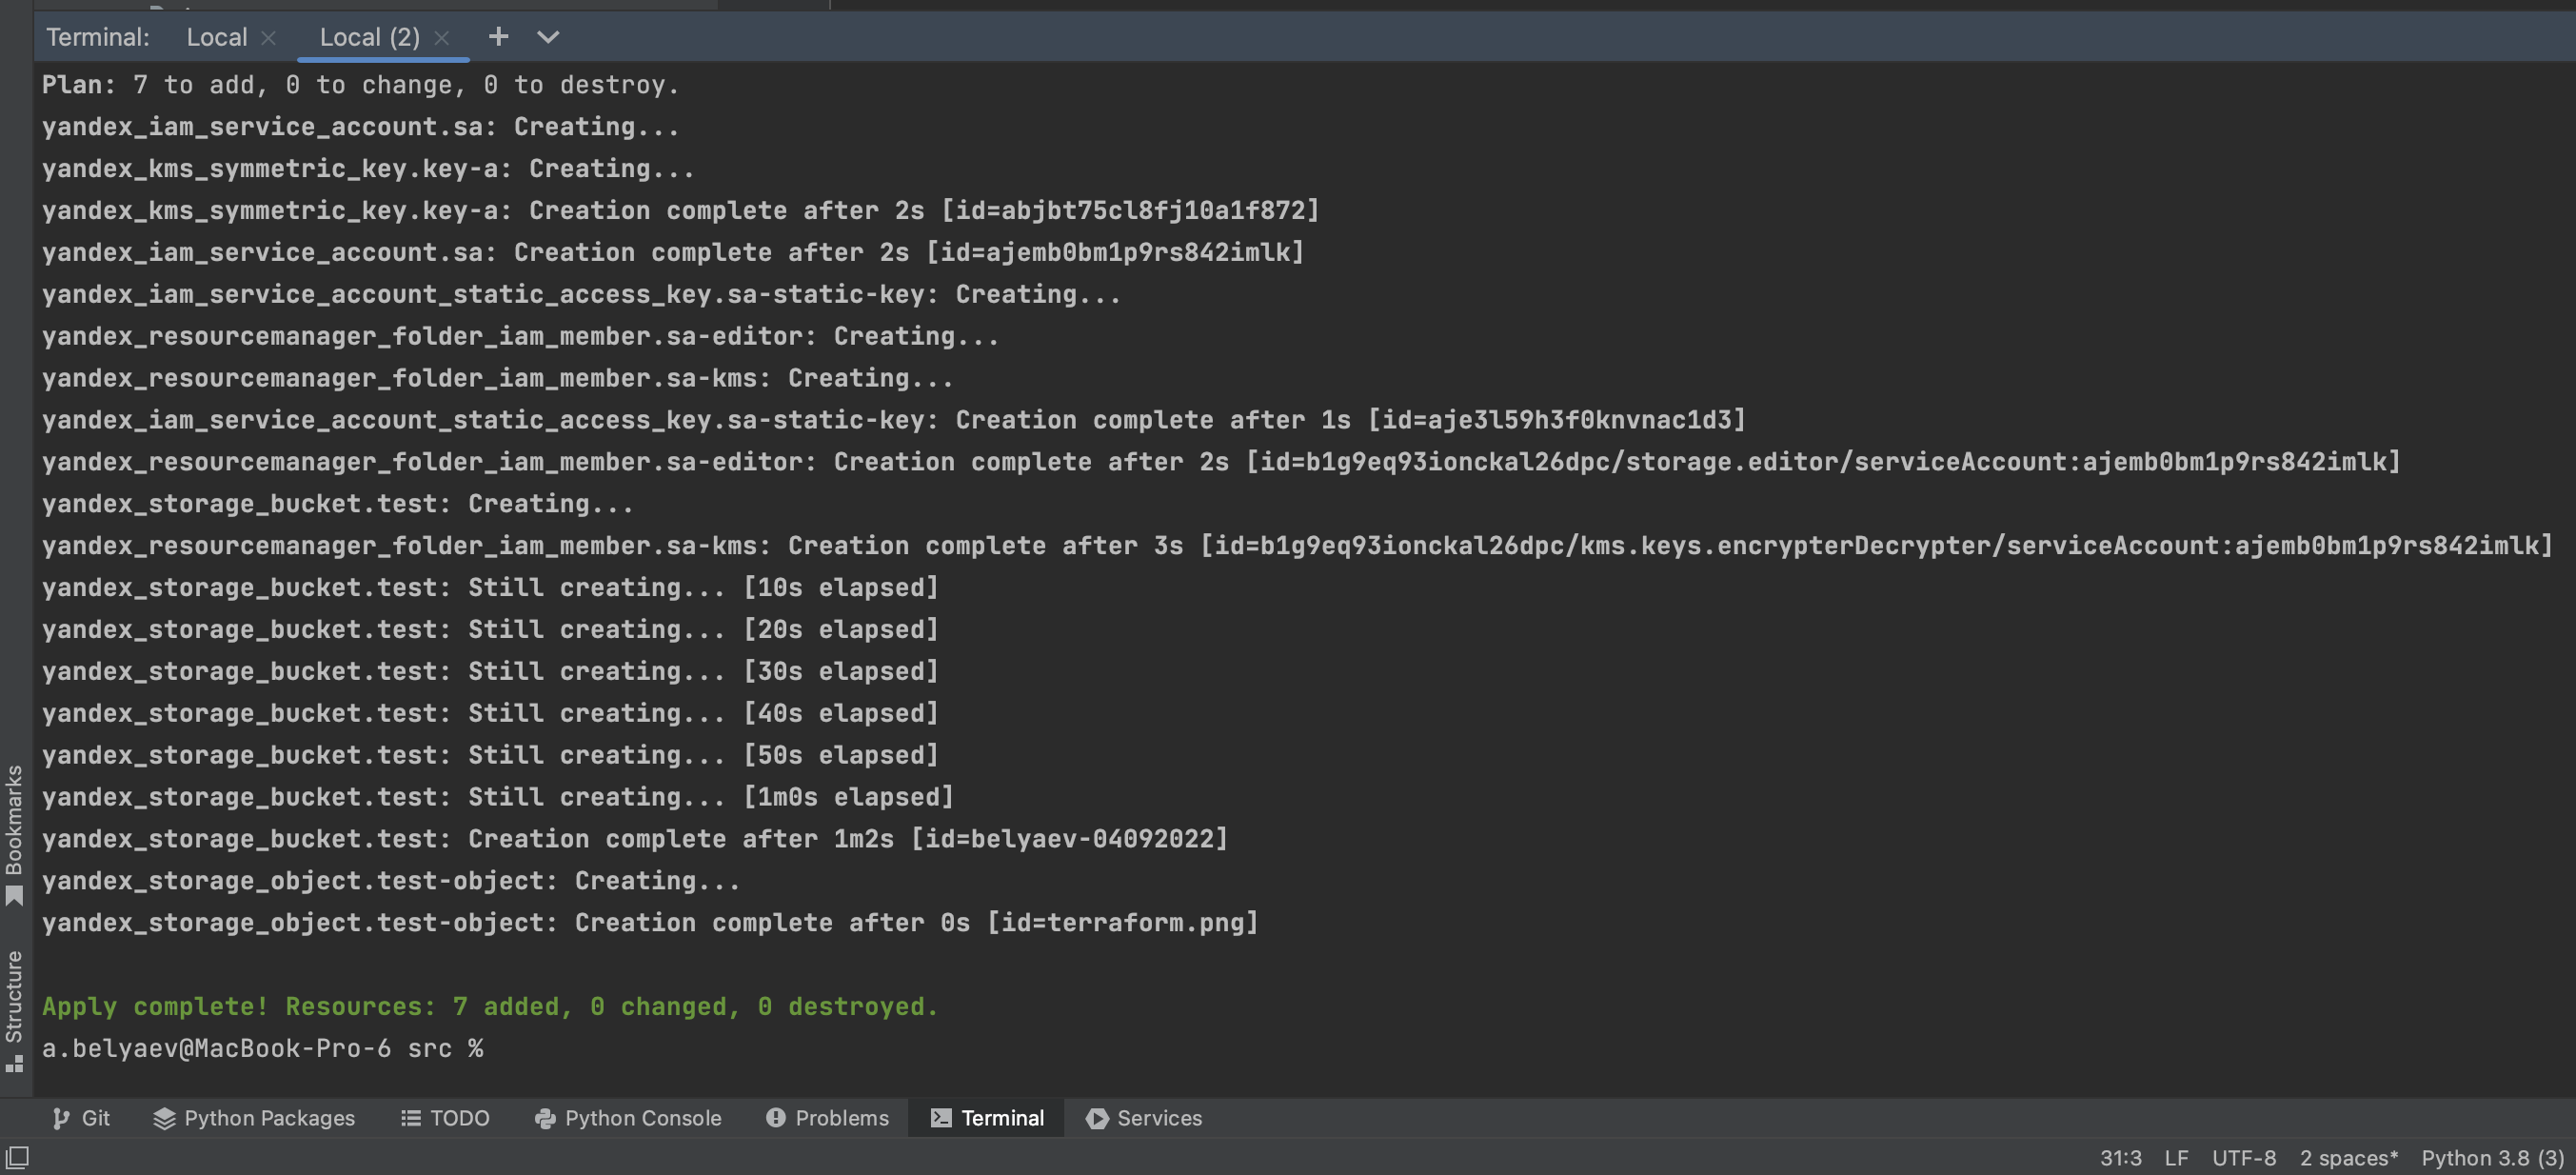 Terminal: Local Local (2)
Plan: 7 to add, 0 to change, 0 to destroy.
yandex_iam_service_account.sa: Creating...
yandex_kms_symmetric_key.key-a: Creating...
yandex_kms_symmetric_key.key-a: Creation complete after 2s [id=abjbt75cl8fj10a1f872]
yandex_iam_service_account.sa: Creation complete after 2s [id=ajemb0bm1p9rs842imlk]
yandex_iam_service_account_static_access_key.sa-static-key: Creating...
yandex_resourcemanager_folder_iam_member.sa-editor: Creating...
yandex_resourcemanager_folder_iam_member.sa-kms: Creating...
yandex_iam_service_account_static_access_key.sa-static-key: Creation complete after 1s [id=aje3l59h3f0knvnac1d3]
yandex_resourcemanager_folder_iam_member.sa-editor: Creation complete after 2s [id=b1g9eq93ionckal26dpc/storage.editor/serviceAccount:ajemb0bm1p9rs842imlk]
yandex_storage_bucket.test: Creating...
yandex_resourcemanager_folder_iam_member.sa-kms: Creation complete after 3s [id=b1g9eq93ionckal26dpc/kms.keys.encrypterDecrypter/serviceAccount:ajemb0bm1p9rs842imlk]
yandex_storage_bucket.test: Still creating... [10s elapsed]
yandex_storage_bucket.test: Still creating... [20s elapsed]
yandex_storage_bucket.test: Still creating... [30s elapsed]
yandex_storage_bucket.test: Still creating... [40s elapsed]
yandex_storage_bucket.test: Still creating... [50s elapsed]
yandex_storage_bucket.test: Still creating... [1m0s elapsed]
yandex_storage_bucket.test: Creation complete after 1m2s [id=belyaev-04092022]
yandex_storage_object.test-object: Creating...
yandex_storage_object.test-object: Creation complete after 0s [id=terraform.png]
Apply complete! Resources: 7 added, 0 changed, 0 destroyed.
a.belyaev@MacBook-Pro-6 src %
Bookmarks
Structure
Git Python Packages TODO Python Console Problems Terminal Services
31:3 LF UTF-8 2 spaces* Python 3.8 (3)